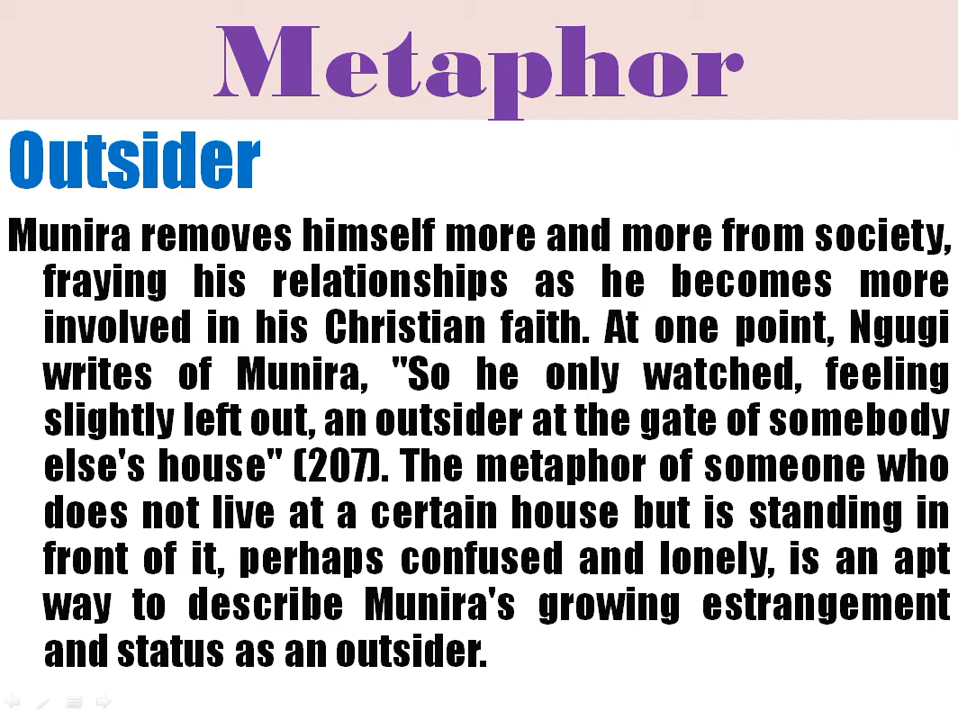 Metaphor
Outsider
Munira removes himself more and more from society,
fraying his relationships as he becomes more
involved in his Christian faith. At one point, Ngugi
writes of Munira, "So he only watched, feeling
slightly left out, an outsider at the gate of somebody
else's house" (207). The metaphor of someone who
does not live at a certain house but is standing in
front of it, perhaps confused and lonely, is an apt
way to describe Munira's growing estrangement
and status as an outsider.